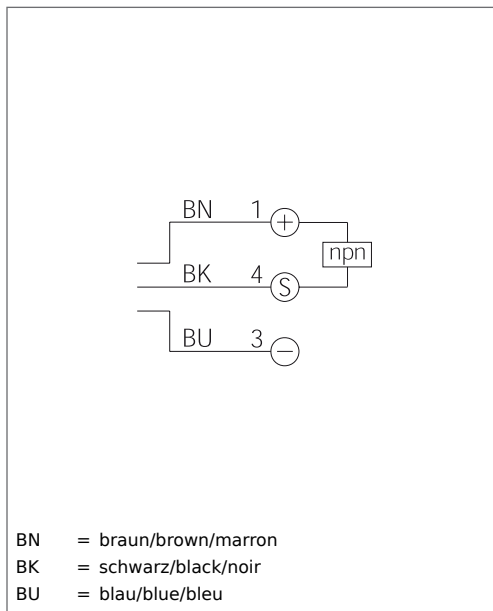 BN 1 +
npn
BK 4 S
BU 3 −
BN = braun/brown/marron
BK = schwarz/black/noir
BU = blau/blue/bleu